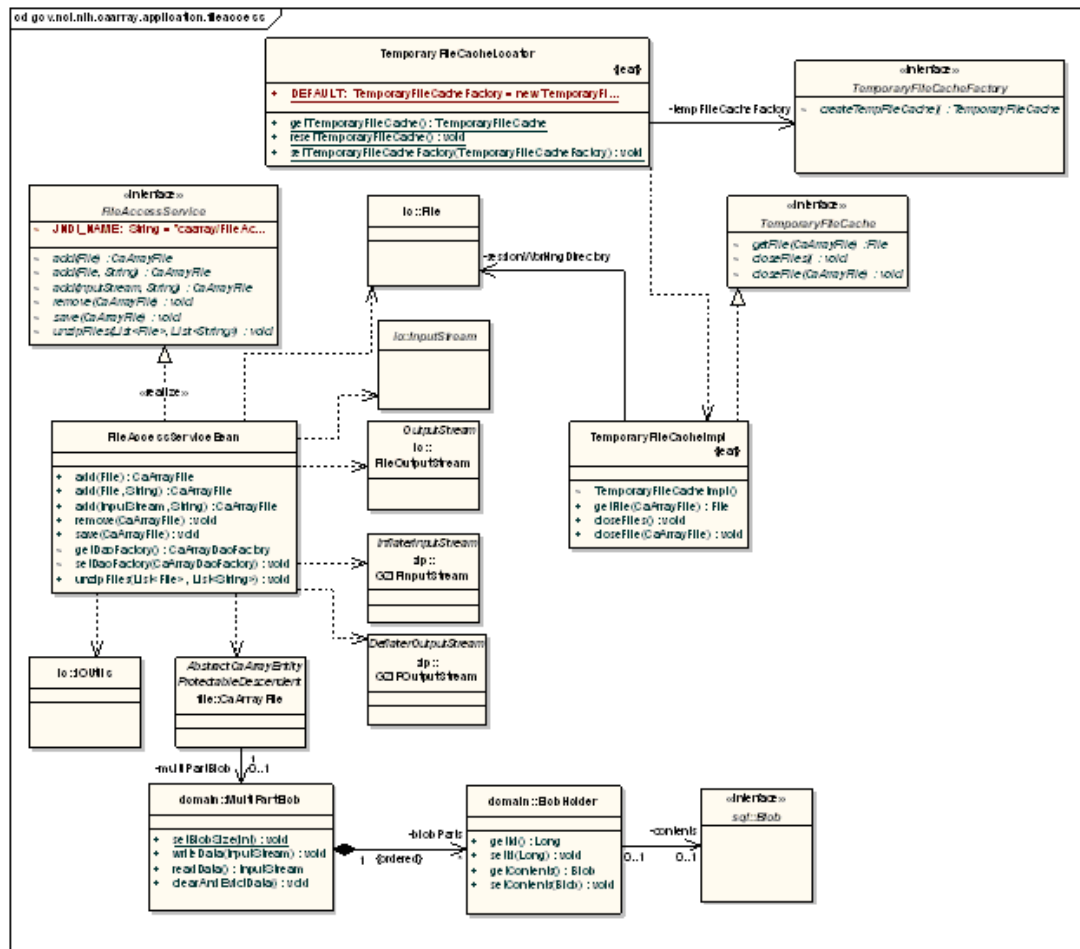 cd gov.nci.nih.caarray.application.fileaccess
TemporaryFileCacheLocator
{leaf}
+ DEFAULT: TemporaryFileCacheFactory = new TemporaryFi...
+ getTemporaryFileCache() : TemporaryFileCache
+ resetTemporaryFileCache() : void
+ setTemporaryFileCacheFactory(TemporaryFileCacheFactory) : void
-tempFileCacheFactory
«interface»
TemporaryFileCacheFactory
~ createTempFileCache() : TemporaryFileCache
«interface»
FileAccessService
~ JNDI_NAME: String = "caarray/FileAc...
~ add(File) : CaArrayFile
~ add(File, String) : CaArrayFile
~ add(InputStream, String) : CaArrayFile
~ remove(CaArrayFile) : void
~ save(CaArrayFile) : void
~ unzipFiles(List<File>, List<String>) : void
io::File
-sessionWorkingDirectory
«interface»
TemporaryFileCache
~ getFile(CaArrayFile) : File
~ closeFiles() : void
~ closeFile(CaArrayFile) : void
io::InputStream
«realize»
FileAccessServiceBean
+ add(File) : CaArrayFile
+ add(File, String) : CaArrayFile
+ add(InputStream, String) : CaArrayFile
+ remove(CaArrayFile) : void
+ save(CaArrayFile) : void
~ getDaoFactory() : CaArrayDaoFactory
~ setDaoFactory(CaArrayDaoFactory) : void
+ unzipFiles(List<File>, List<String>) : void
OutputStream
io::
FileOutputStream
TemporaryFileCacheImpl
{leaf}
~ TemporaryFileCacheImpl()
+ getFile(CaArrayFile) : File
+ closeFiles() : void
+ closeFile(CaArrayFile) : void
InflaterInputStream
zip::
GZIPInputStream
DeflaterOutputStream
zip::
GZIPOutputStream
io::IOUtils
AbstractCaArrayEntity
ProtectableDescendent
file::CaArrayFile
-multiPartBlob
1
0..1
domain::MultiPartBlob
+ setBlobSize(int) : void
+ writeData(InputStream) : void
+ readData() : InputStream
+ clearAndEvictData() : void
-blobParts
1
{ordered}
*
domain::BlobHolder
+ getId() : Long
+ setId(Long) : void
+ getContents() : Blob
+ setContents(Blob) : void
-contents
0..1
0..1
«interface»
sql::Blob